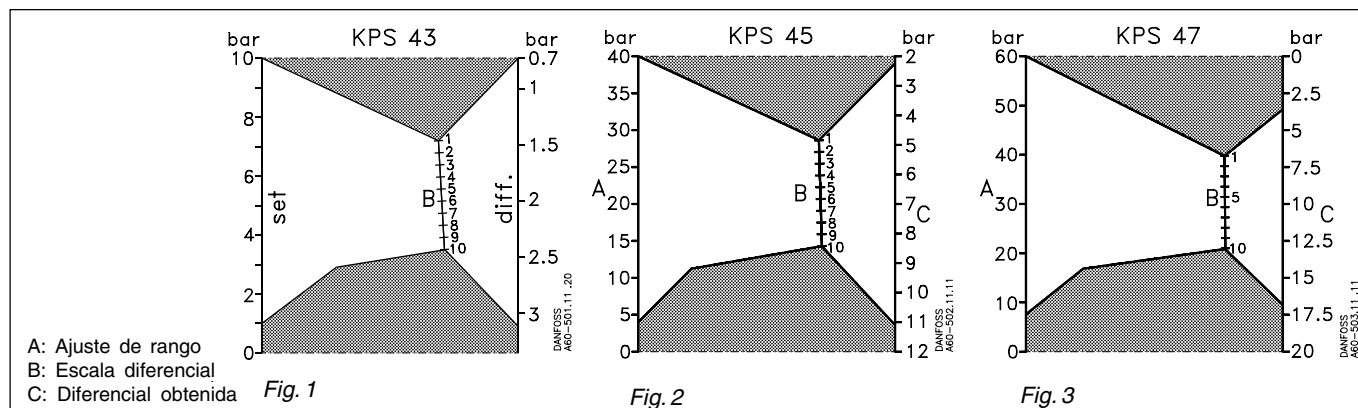 bar KPS 43 bar
10
8
6
4
2
0
set
B
1
2
3
4
5
6
7
8
9
10
diff.
0.7
1
1.5
2
2.5
3
DANFOSS
A60-501.11.20
bar KPS 45 bar
40
35
30
25
20
15
10
5
0
A
B
1
2
3
4
5
6
7
8
9
10
C
2
3
4
5
6
7
8
9
10
11
12
DANFOSS
A60-502.11.11
bar KPS 47 bar
60
50
40
30
20
10
0
A
B
1
5
10
C
0
2.5
5
7.5
10
12.5
15
17.5
20
DANFOSS
A60-503.11.11
A: Ajuste de rango
B: Escala diferencial
C: Diferencial obtenida
Fig. 1
Fig. 2
Fig. 3